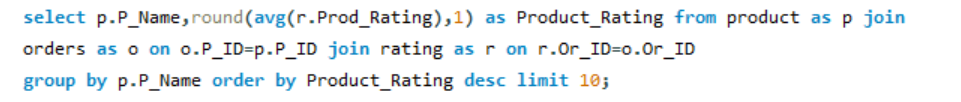 select p.P_Name,round(avg(r.Prod_Rating),1) as Product_Rating from product as p join
orders as o on o.P_ID=p.P_ID join rating as r on r.Or_ID=o.Or_ID
group by p.P_Name order by Product_Rating desc limit 10;